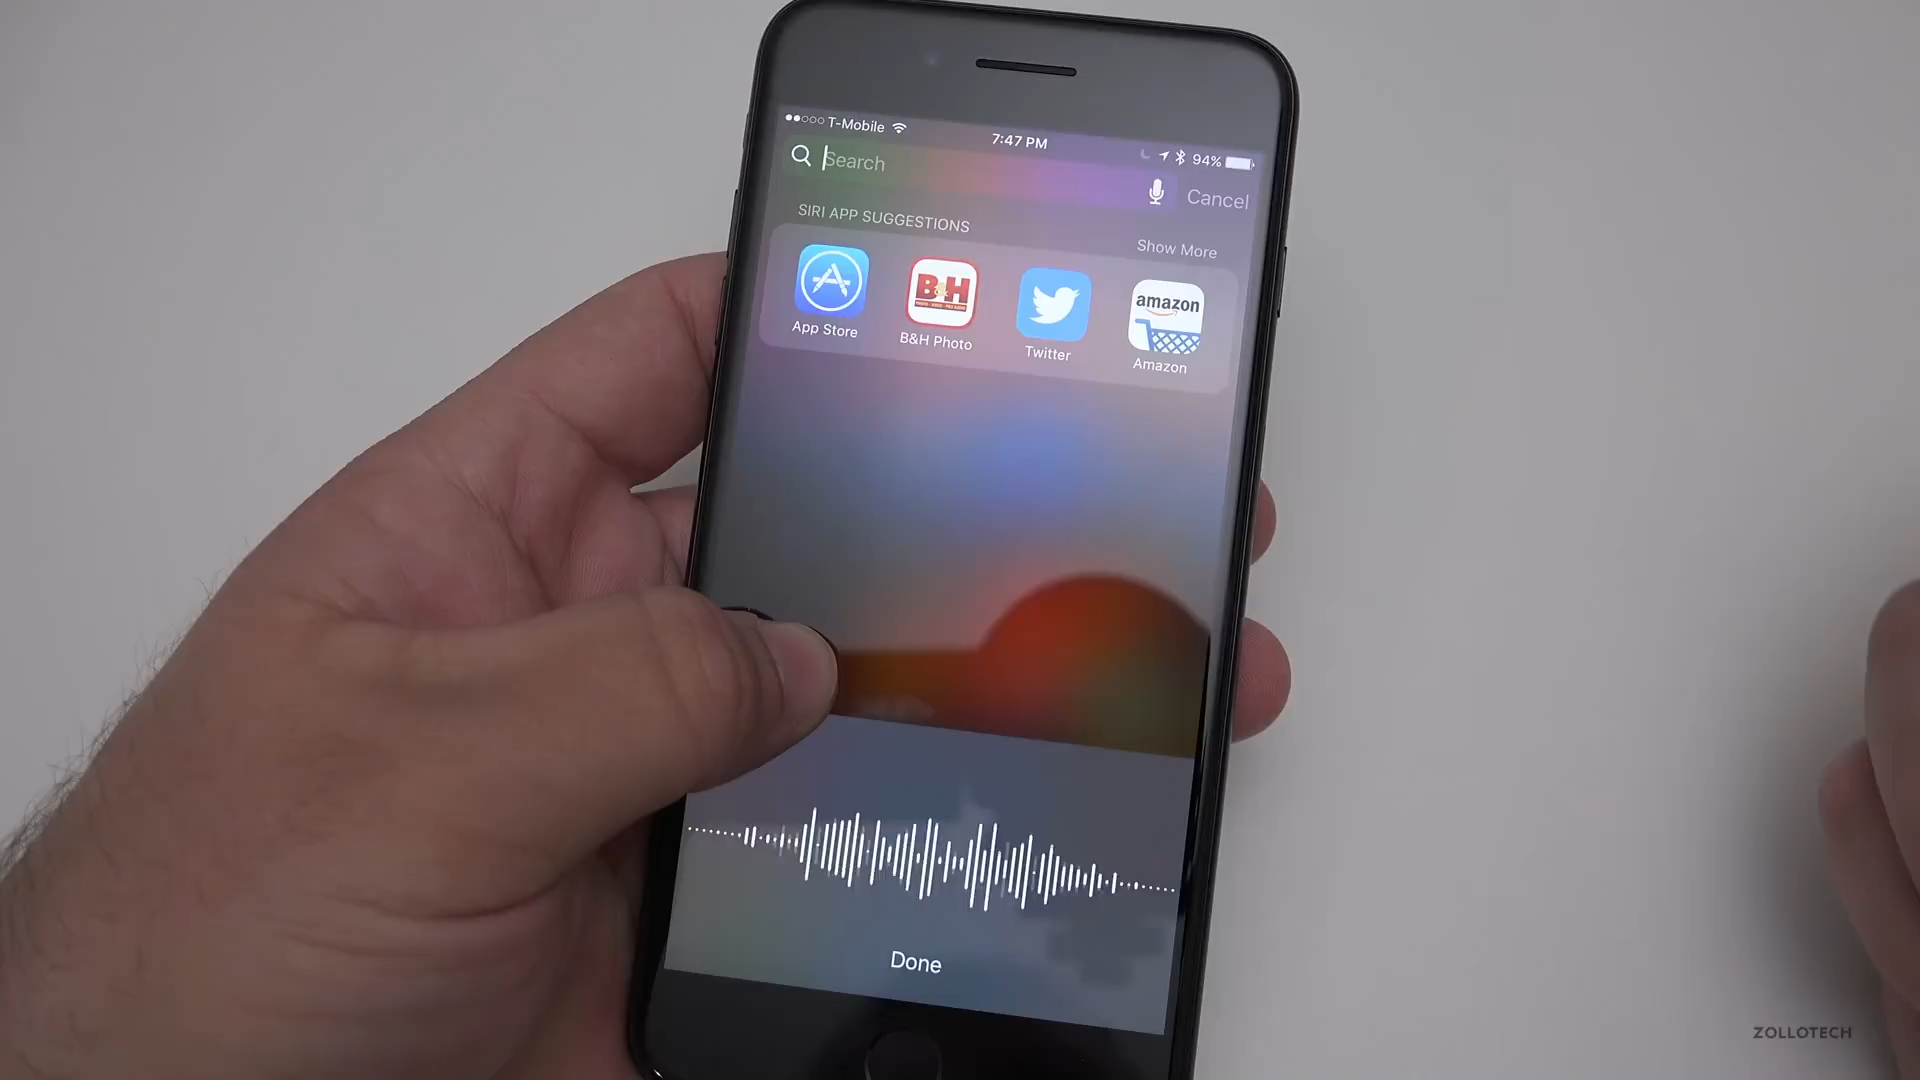 T-Mobile
7:47 PM
94%
Search
Cancel
SIRI APP SUGGESTIONS
Show More
B&H
amazon
App Store
B&H Photo
Twitter
Amazon
Done
ZOLLOTECH